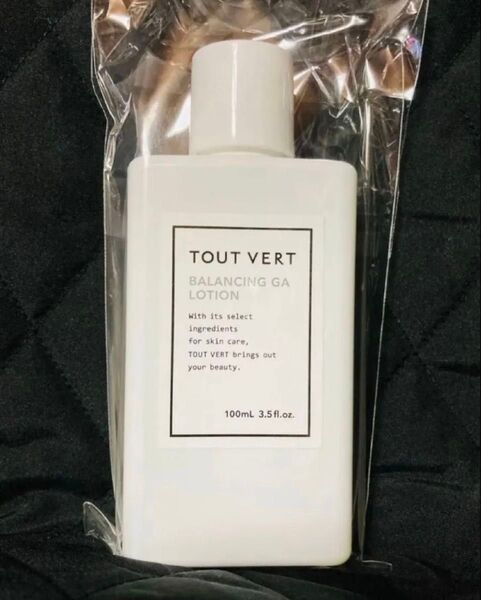 TOUT VERT
BALANCING GA
LOTION
With its select
ingredients
for skin care,
TOUT VERT brings out
your beauty.
100mL 3.5fl.oz.